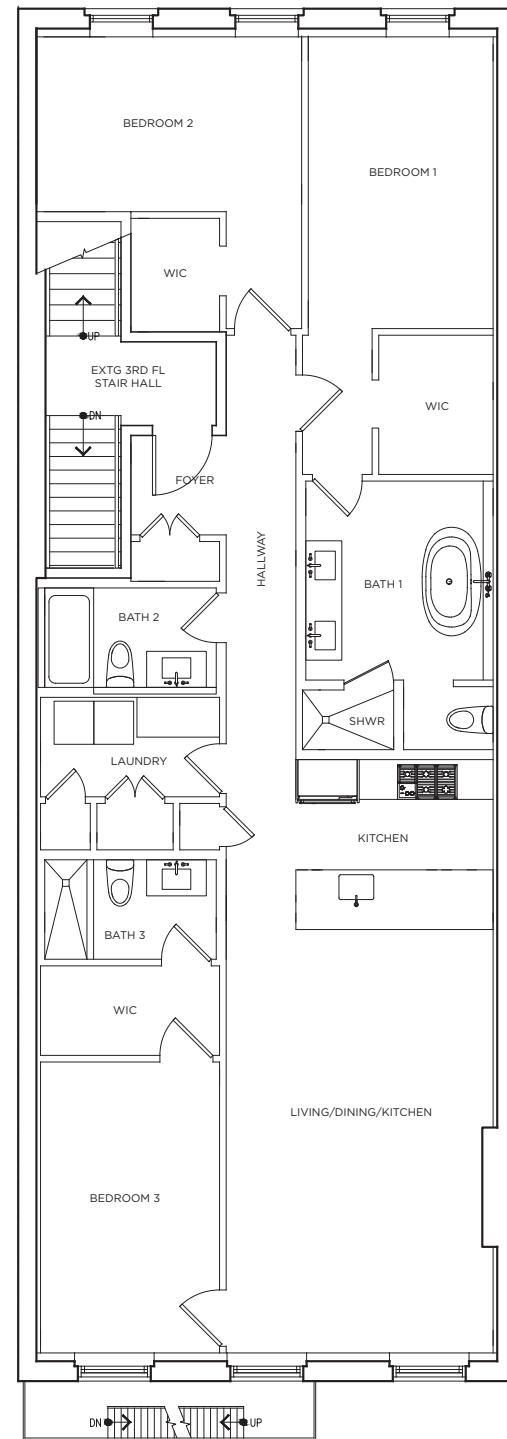 BEDROOM 2
BEDROOM 1
WIC
UP
EXTG 3RD FL
STAIR HALL
WIC
DN
FOYER
HALLWAY
BATH 1
BATH 2
SHWR
LAUNDRY
KITCHEN
BATH 3
WIC
LIVING/DINING/KITCHEN
BEDROOM 3
DN
UP